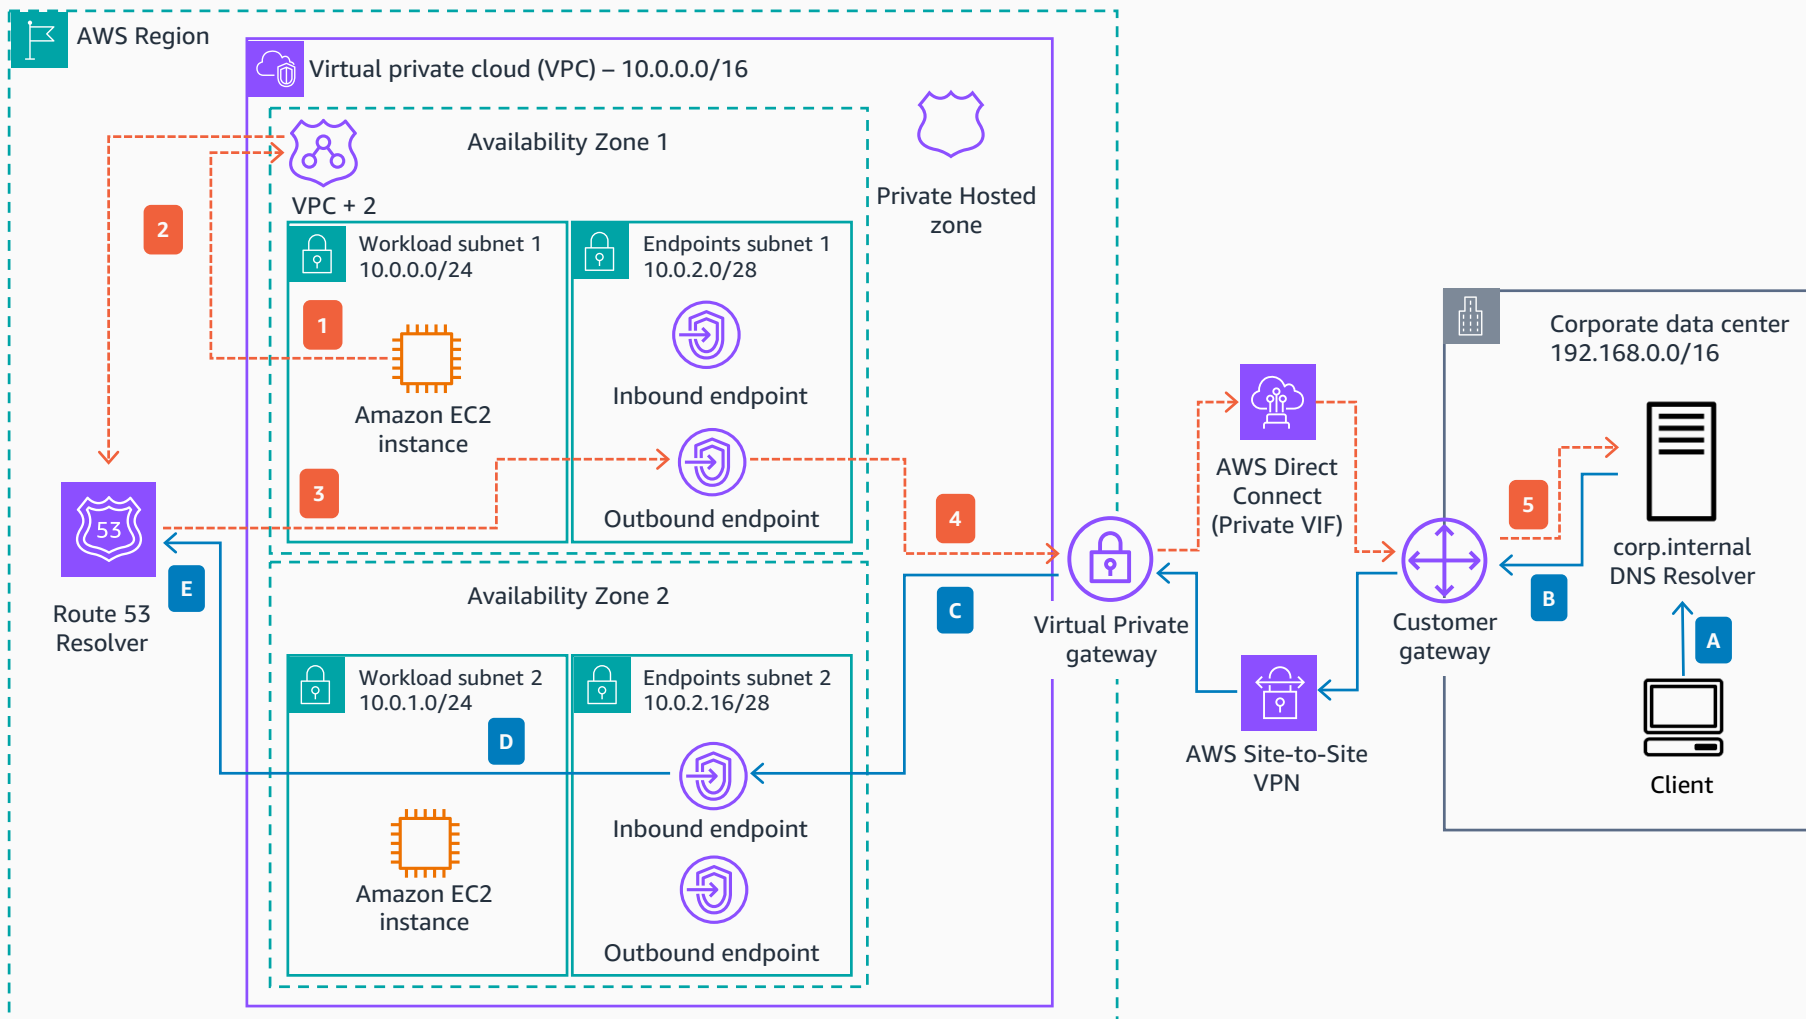 AWS Region
Virtual private cloud (VPC) – 10.0.0.0/16
Availability Zone 1
VPC + 2
Private Hosted
zone
2
Workload subnet 1
10.0.0.0/24
Endpoints subnet 1
10.0.2.0/28
1
Amazon EC2
instance
Inbound endpoint
3
Outbound endpoint
4
53
Route 53
Resolver
E
Availability Zone 2
C
Virtual Private
gateway
Workload subnet 2
10.0.1.0/24
Endpoints subnet 2
10.0.2.16/28
D
Inbound endpoint
Amazon EC2
instance
Outbound endpoint
AWS Direct
Connect
(Private VIF)
AWS Site-to-Site
VPN
Customer
gateway
Corporate data center
192.168.0.0/16
5
corp.internal
DNS Resolver
B
A
Client